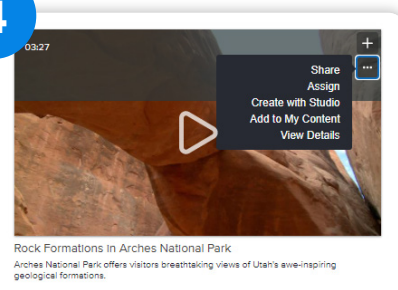 4
03:27
Share
Assign
Create with Studio
Add to My Content
View Details
Rock Formations in Arches National Park
Arches National Park offers visitors breathtaking views of Utah's awe-inspiring
geological formations.